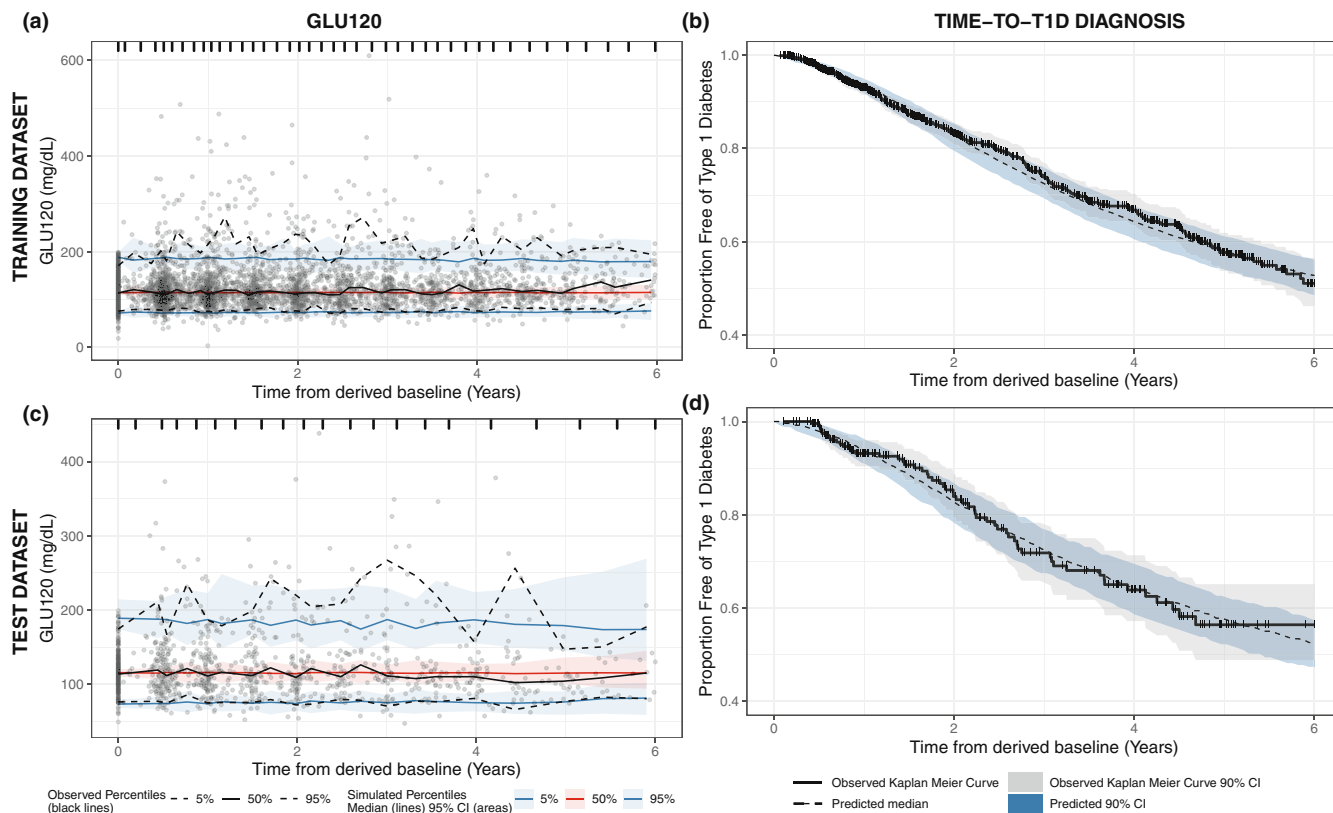 (a)
GLU120
TRAINING DATASET
GLU120 (mg/dL)
600
400
200
0
0
2
4
6
Time from derived baseline (Years)
(b)
TIME−TO−T1D DIAGNOSIS
Proportion Free of Type 1 Diabetes
1.0
0.8
0.6
0.4
0
2
4
6
Time from derived baseline (Years)
(c)
TEST DATASET
GLU120 (mg/dL)
400
300
200
100
0
2
4
6
Time from derived baseline (Years)
(d)
Proportion Free of Type 1 Diabetes
1.0
0.8
0.6
0.4
0
2
4
6
Time from derived baseline (Years)
Observed Percentiles
(black lines)
5%
50%
95%
Simulated Percentiles
Median (lines) 95% CI (areas)
5%
50%
95%
Observed Kaplan Meier Curve
Predicted median
Observed Kaplan Meier Curve 90% CI
Predicted 90% CI